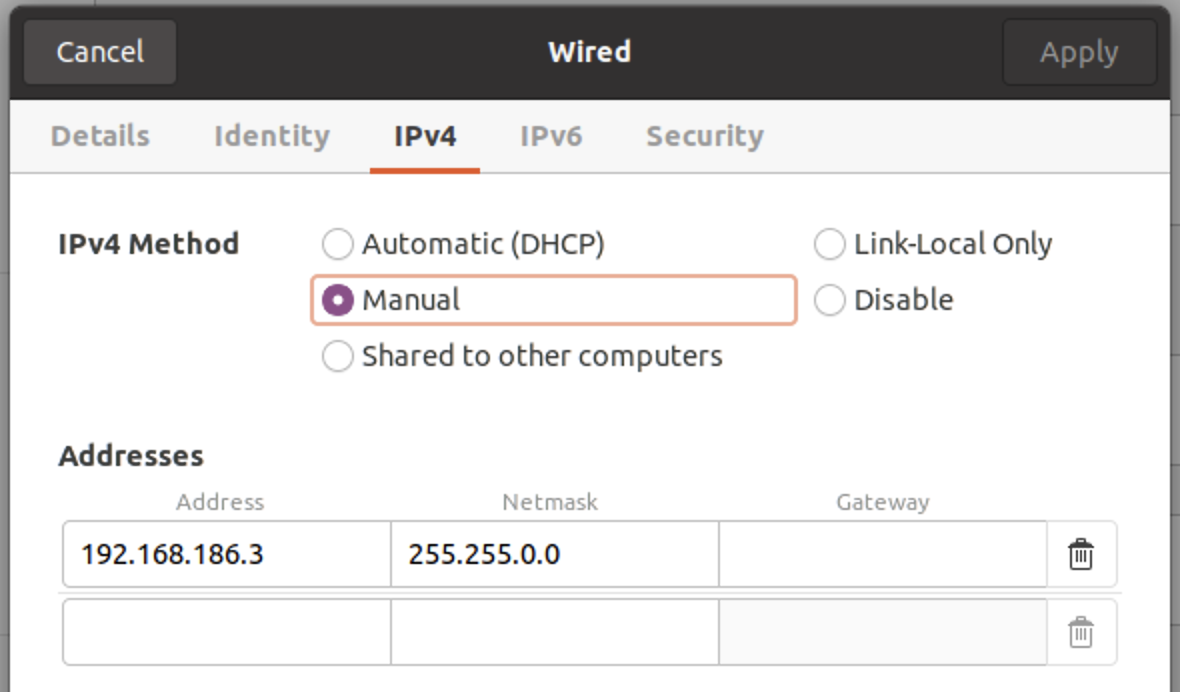 Cancel Wired Apply
Details Identity IPv4 IPv6 Security
IPv4 Method Automatic (DHCP) Link-Local Only
Manual Disable
Shared to other computers
Addresses
Address Netmask Gateway
192.168.186.3 255.255.0.0